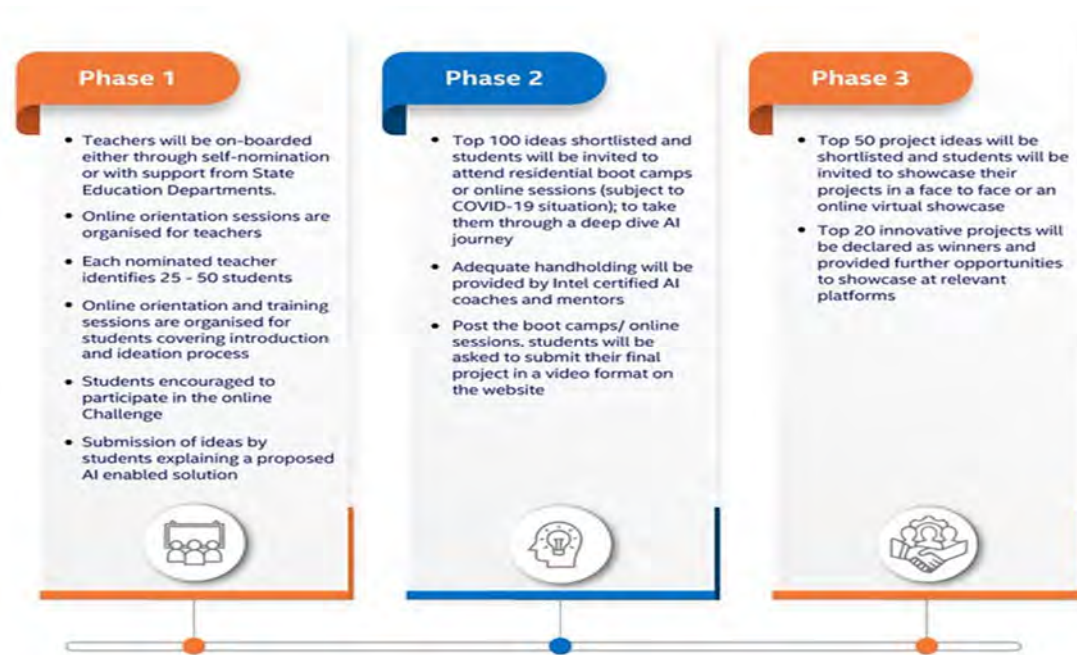 Phase 1
• Teachers will be on-boarded
either through self-nomination
or with support from State
Education Departments.
• Online orientation sessions are
organised for teachers
• Each nominated teacher
identifies 25 - 50 students
• Online orientation and training
sessions are organised for
students covering introduction
and ideation process
• Students encouraged to
participate in the online
Challenge
• Submission of ideas by
students explaining a proposed
AI enabled solution
Phase 2
• Top 100 ideas shortlisted and
students will be invited to
attend residential boot camps
or online sessions (subject to
COVID-19 situation); to take
them through a deep dive AI
journey
• Adequate handholding will be
provided by Intel certified AI
coaches and mentors
• Post the boot camps/ online
sessions. students will be
asked to submit their final
project in a video format on
the website
Phase 3
• Top 50 project ideas will be
shortlisted and students will be
invited to showcase their
projects in a face to face or an
online virtual showcase
• Top 20 innovative projects will
be declared as winners and
provided further opportunities
to showcase at relevant
platforms